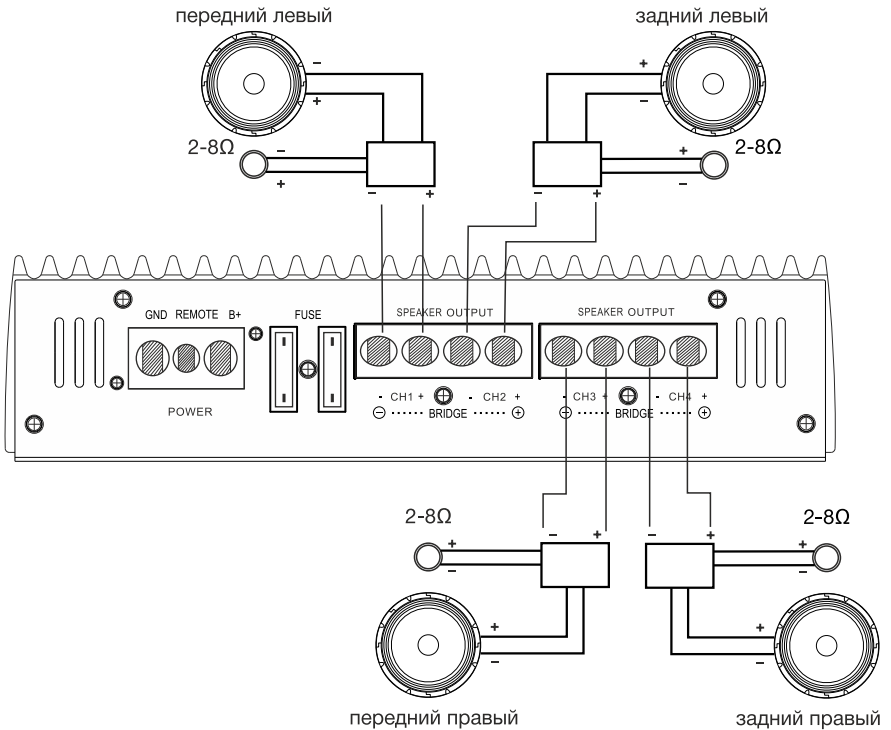 передний левый
задний левый
- +
+ -
2-8Ω
2-8Ω
- +
+ -
- +
- +
GND REMOTE B+
FUSE
SPEAKER OUTPUT
SPEAKER OUTPUT
POWER
- CH1 + - CH2 +
- CH3 + - CH4 +
⊖ ······ BRIDGE ······ ⊕
⊖ ······ BRIDGE ······ ⊕
- +
- +
2-8Ω
2-8Ω
+ -
+ -
+ -
+ -
передний правый
задний правый